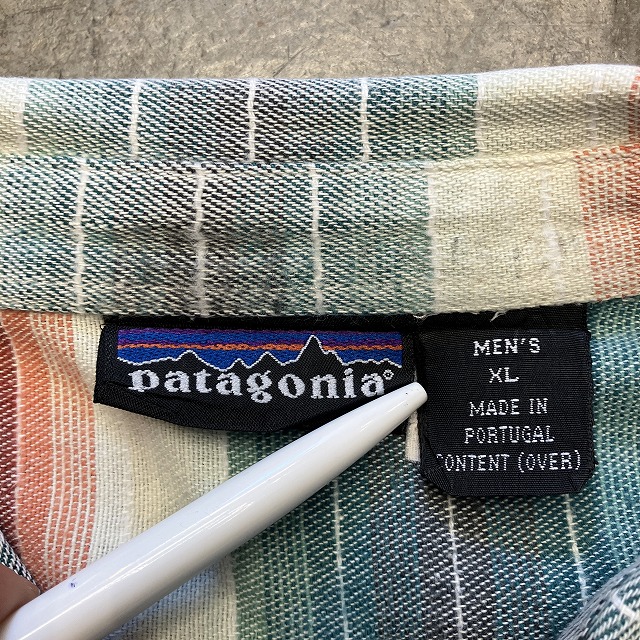 patagonia®
MEN'S
XL
MADE IN
PORTUGAL
CONTENT (OVER)